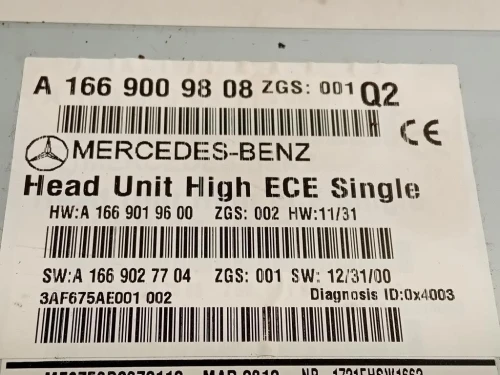 A 166 900 98 08 ZGS: 001 Q2
CE
MERCEDES-BENZ
Head Unit High ECE Single
HW:A 166 901 96 00 ZGS: 002 HW:11/31
SW:A 166 902 77 04 ZGS: 001 SW: 12/31/00
3AF675AE001 002 Diagnosis ID:0x4003